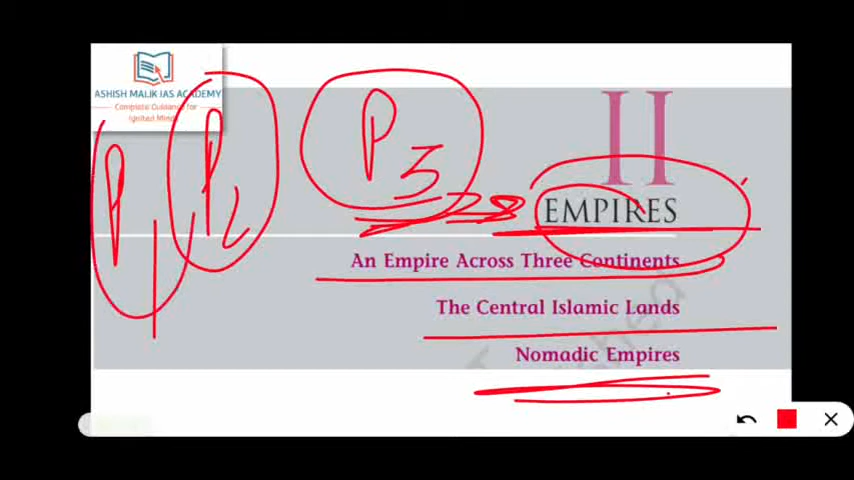 ASHISH MALIK IAS ACADEMY
Complete Guidance for
Ignited Minds
P1
P2
P3
II
EMPIRES
An Empire Across Three Continents
The Central Islamic Lands
Nomadic Empires